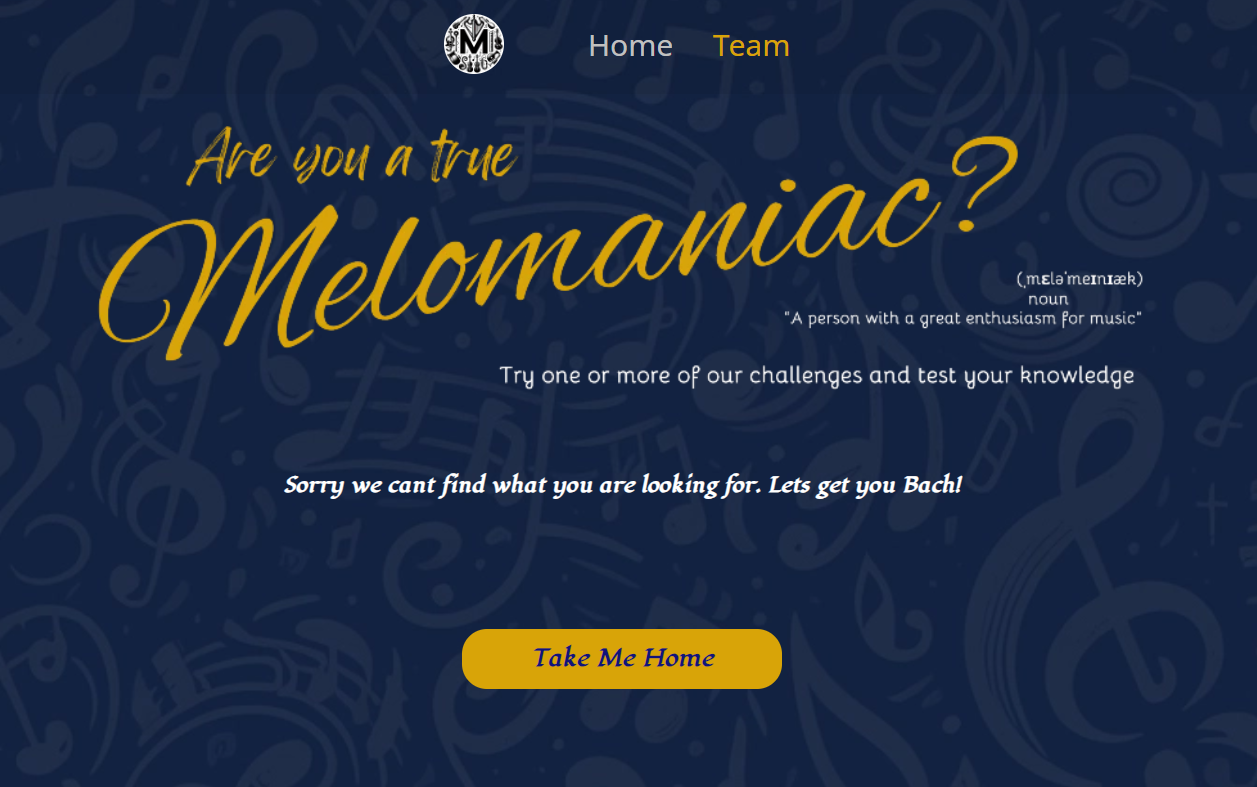 M
Home Team
Are you a true
Melomaniac?
(ˌmɛləˈmeɪnɪæk)
noun
"A person with a great enthusiasm for music"
Try one or more of our challenges and test your knowledge
Sorry we cant find what you are looking for. Lets get you Bach!
Take Me Home